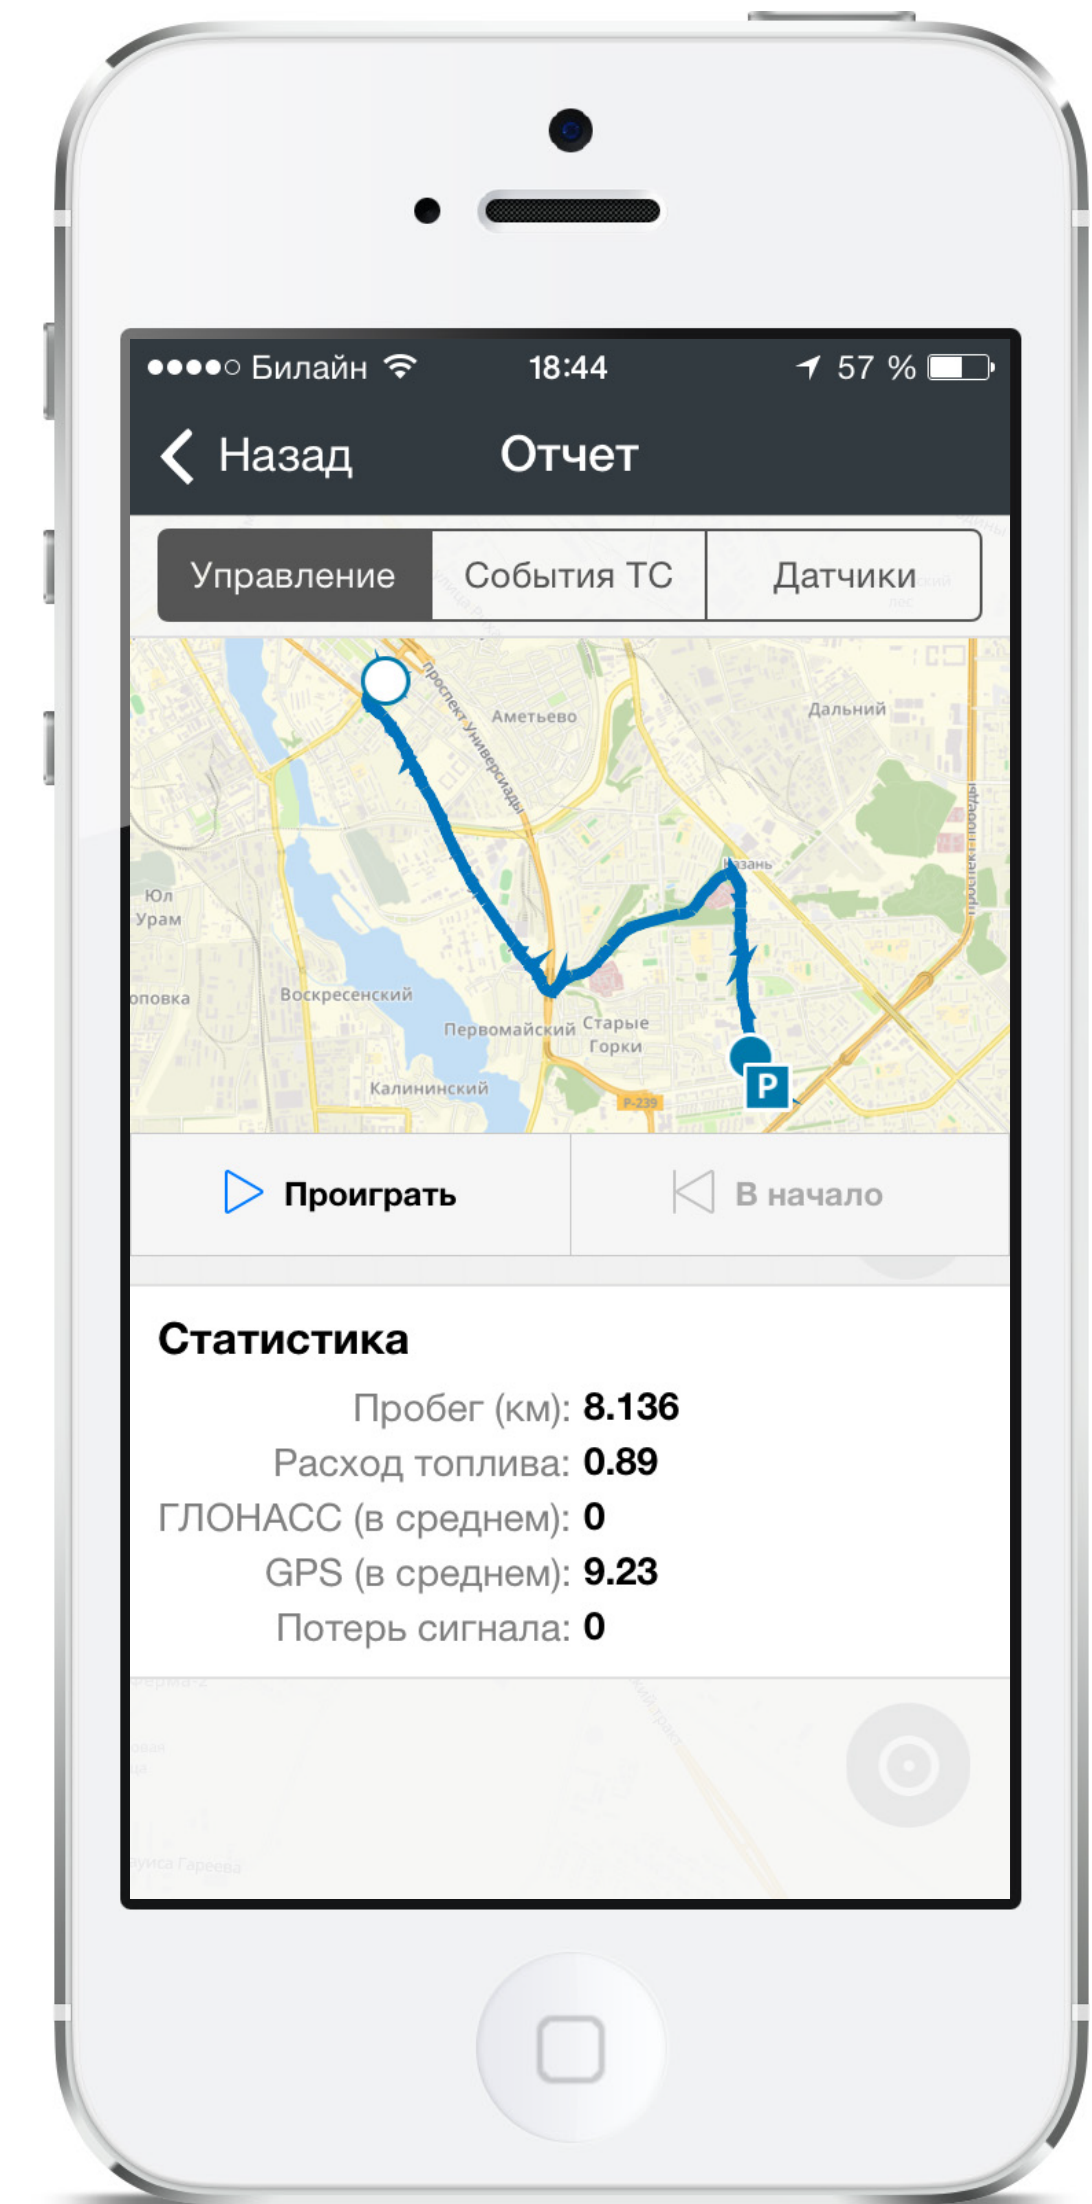 Билайн 18:44 57 %
Назад Отчет
Управление События ТС Датчики
проспект Универсиады
Аметьево
Дальний
проспект Победы
Казань
Юл
Урам
Воскресенский
Первомайский
Старые
Горки
Калининский
Р-239
P
Проиграть В начало
Статистика
Пробег (км): 8.136
Расход топлива: 0.89
ГЛОНАСС (в среднем): 0
GPS (в среднем): 9.23
Потерь сигнала: 0